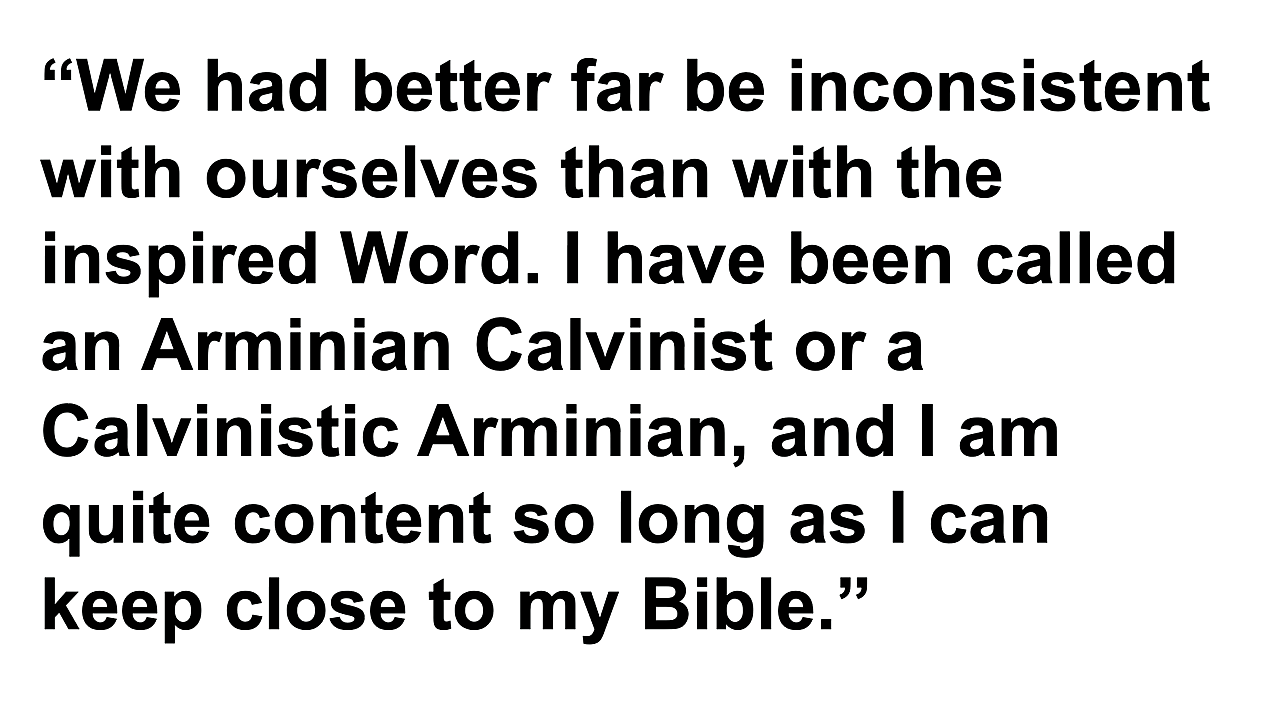 “We had better far be inconsistent
with ourselves than with the
inspired Word. I have been called
an Arminian Calvinist or a
Calvinistic Arminian, and I am
quite content so long as I can
keep close to my Bible.”